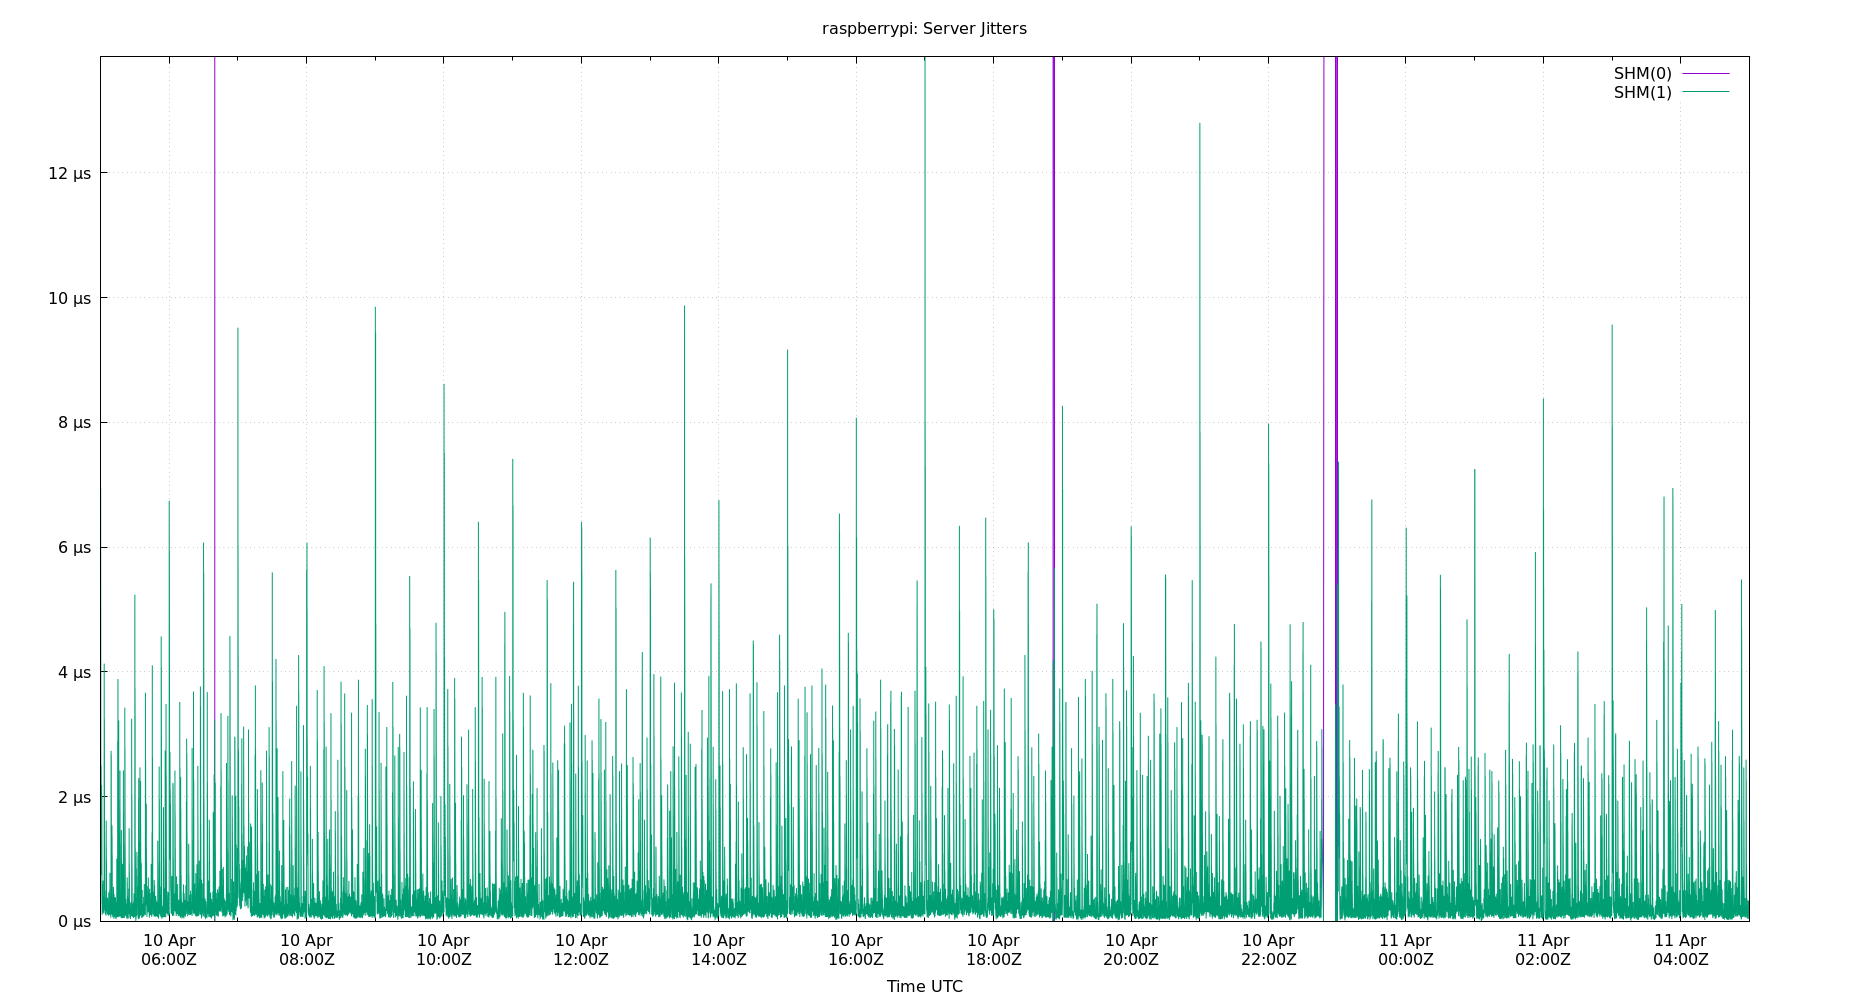 raspberrypi: Server Jitters
SHM(0)
SHM(1)
12 µs
10 µs
8 µs
6 µs
4 µs
2 µs
0 µs
10 Apr
06:00Z
10 Apr
08:00Z
10 Apr
10:00Z
10 Apr
12:00Z
10 Apr
14:00Z
10 Apr
16:00Z
10 Apr
18:00Z
10 Apr
20:00Z
10 Apr
22:00Z
11 Apr
00:00Z
11 Apr
02:00Z
11 Apr
04:00Z
Time UTC